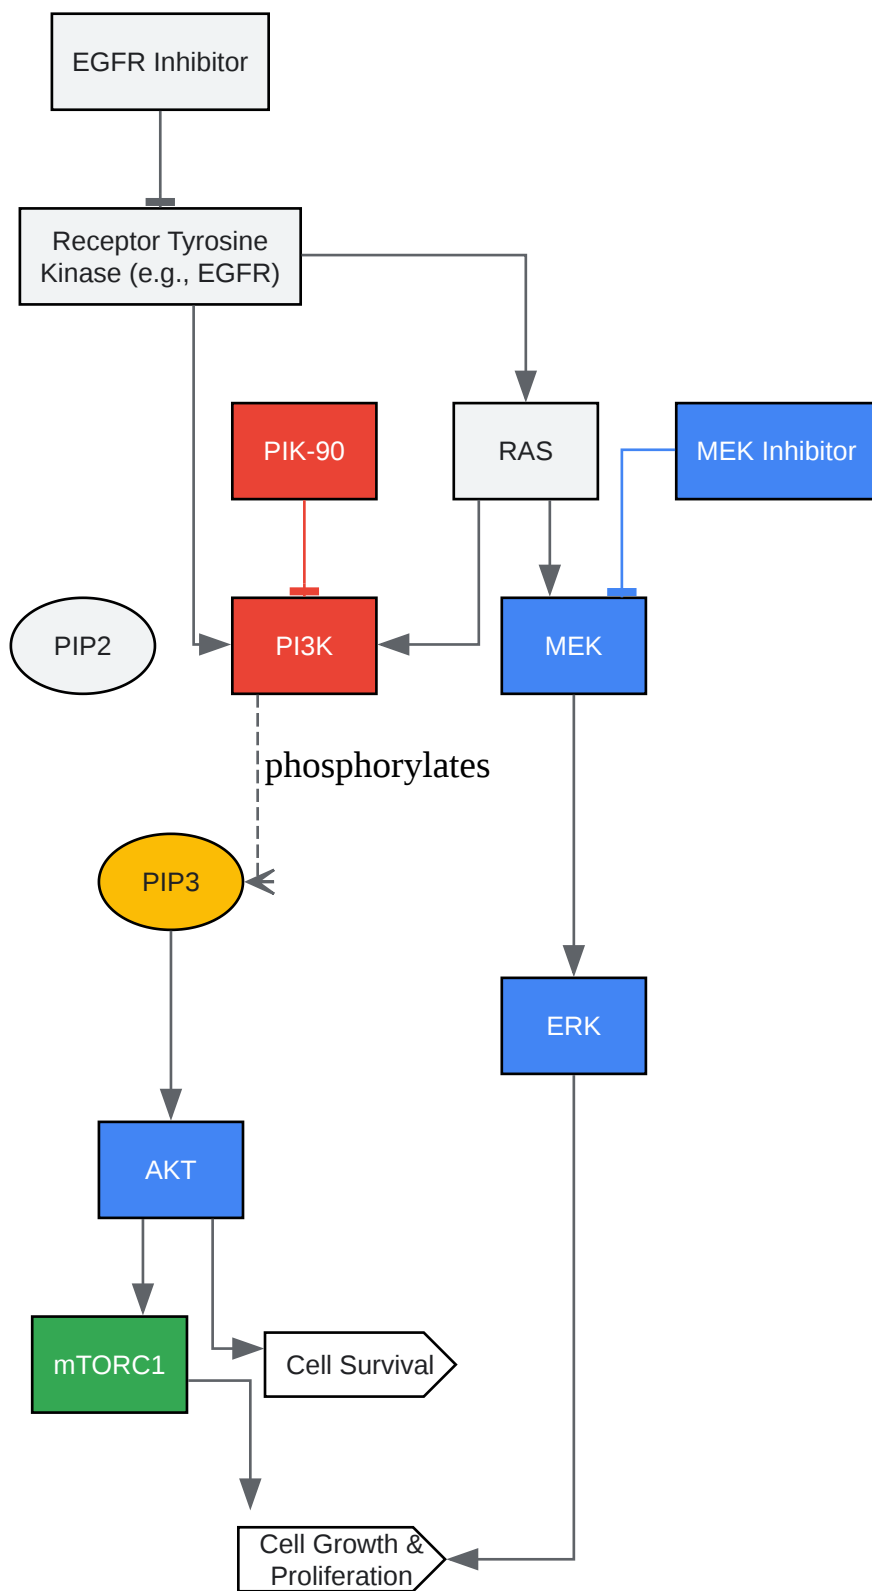 EGFR Inhibitor
Receptor Tyrosine
Kinase (e.g., EGFR)
PIK-90
RAS
MEK Inhibitor
PIP2
PI3K
MEK
phosphorylates
PIP3
ERK
AKT
mTORC1
Cell Survival
Cell Growth &
Proliferation